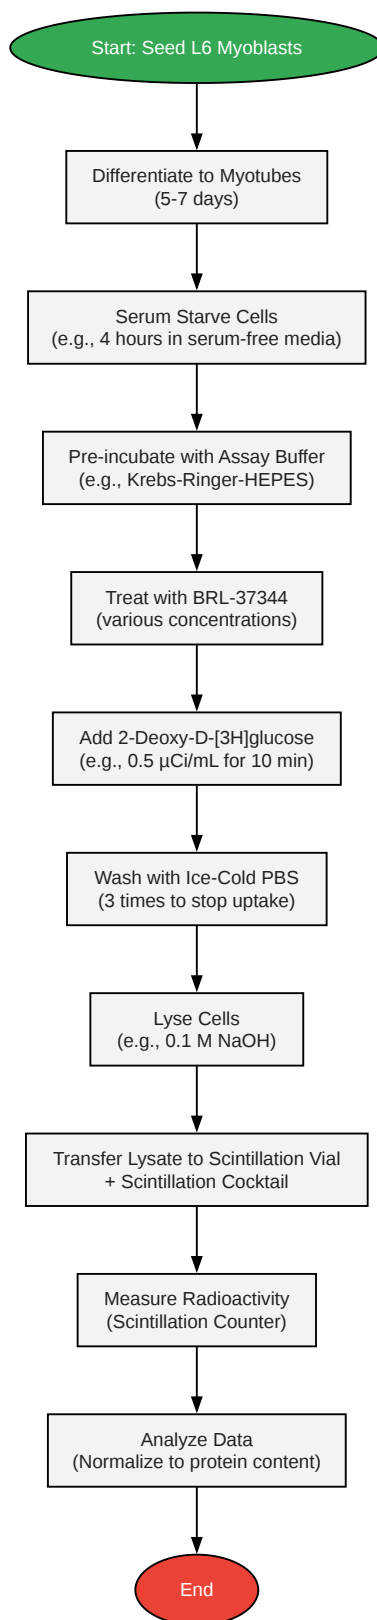 Start: Seed L6 Myoblasts
Differentiate to Myotubes
(5-7 days)
Serum Starve Cells
(e.g., 4 hours in serum-free media)
Pre-incubate with Assay Buffer
(e.g., Krebs-Ringer-HEPES)
Treat with BRL-37344
(various concentrations)
Add 2-Deoxy-D-[3H]glucose
(e.g., 0.5 µCi/mL for 10 min)
Wash with Ice-Cold PBS
(3 times to stop uptake)
Lyse Cells
(e.g., 0.1 M NaOH)
Transfer Lysate to Scintillation Vial
+ Scintillation Cocktail
Measure Radioactivity
(Scintillation Counter)
Analyze Data
(Normalize to protein content)
End